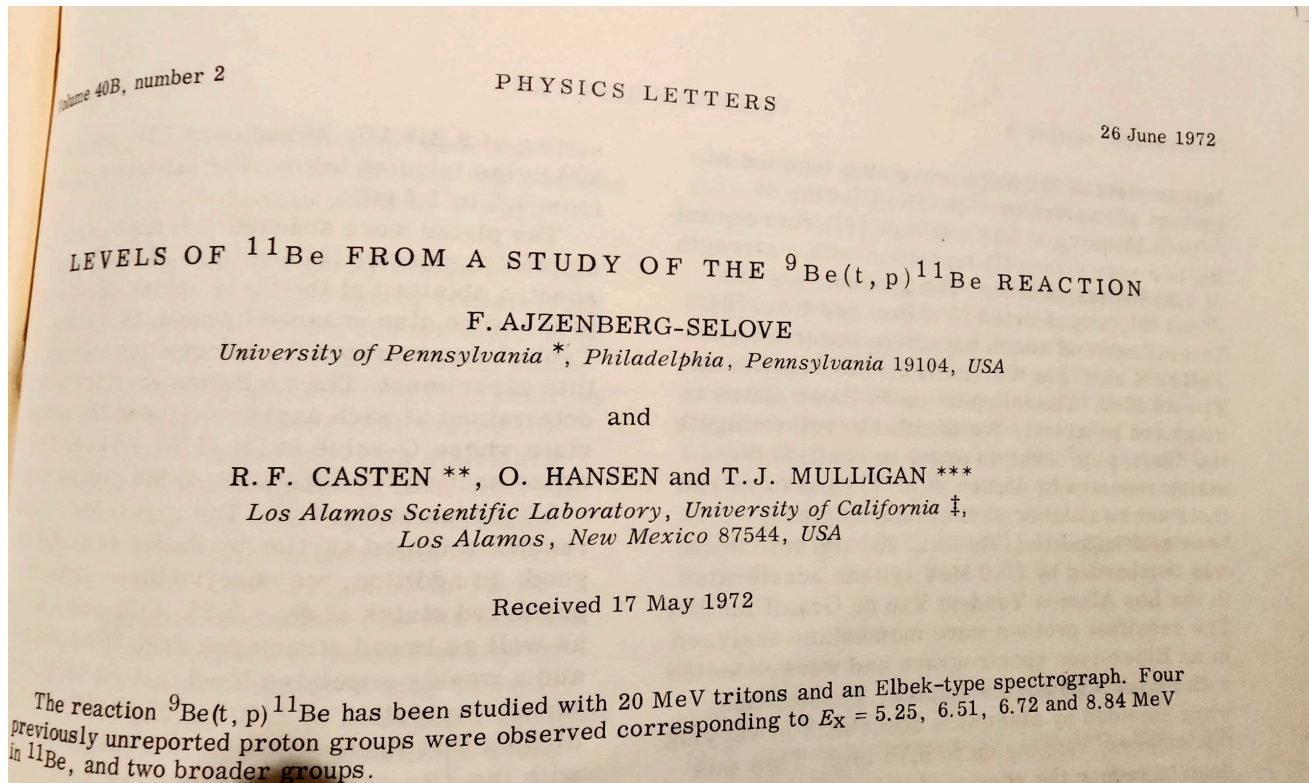 Volume 40B, number 2
PHYSICS LETTERS
26 June 1972
LEVELS OF ¹¹Be FROM A STUDY OF THE ⁹Be(t, p)¹¹Be REACTION
F. AJZENBERG-SELOVE
University of Pennsylvania *, Philadelphia, Pennsylvania 19104, USA
and
R. F. CASTEN **, O. HANSEN and T. J. MULLIGAN ***
Los Alamos Scientific Laboratory, University of California ‡,
Los Alamos, New Mexico 87544, USA
Received 17 May 1972
The reaction ⁹Be(t, p)¹¹Be has been studied with 20 MeV tritons and an Elbek-type spectrograph. Four
previously unreported proton groups were observed corresponding to Eₓ = 5.25, 6.51, 6.72 and 8.84 MeV
in ¹¹Be, and two broader groups.